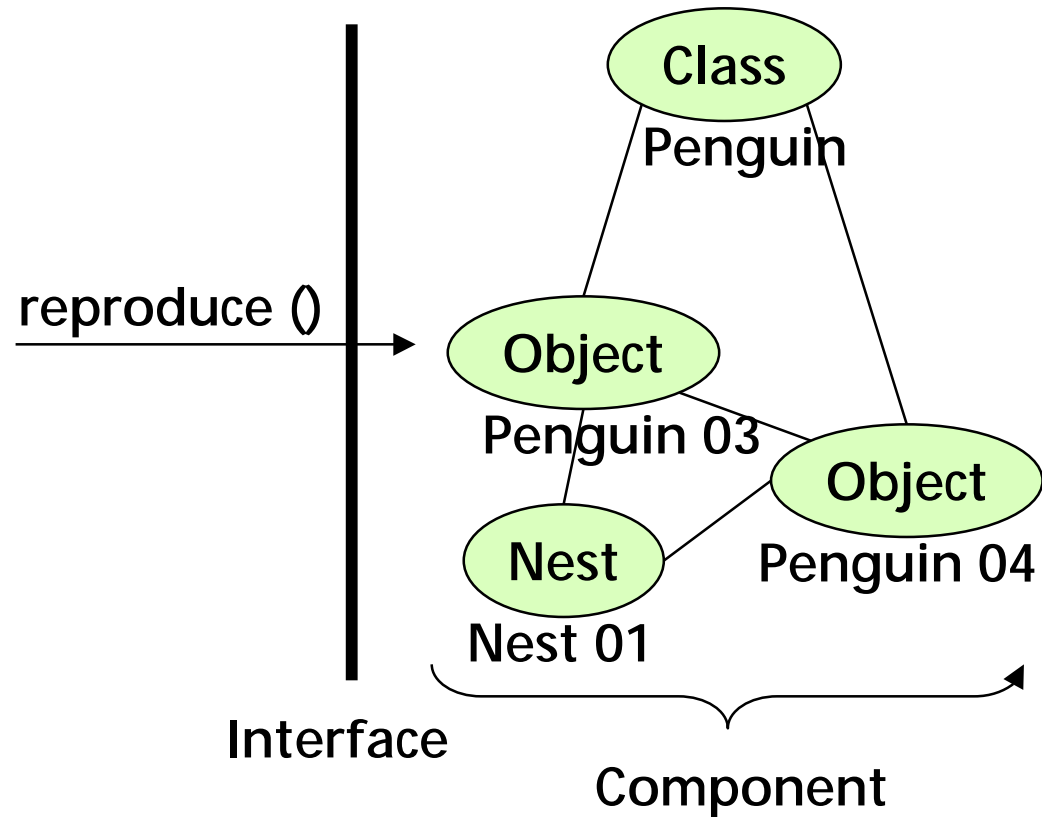 Class
Penguin
reproduce ()
Object
Penguin 03
Object
Penguin 04
Nest
Nest 01
Interface
Component